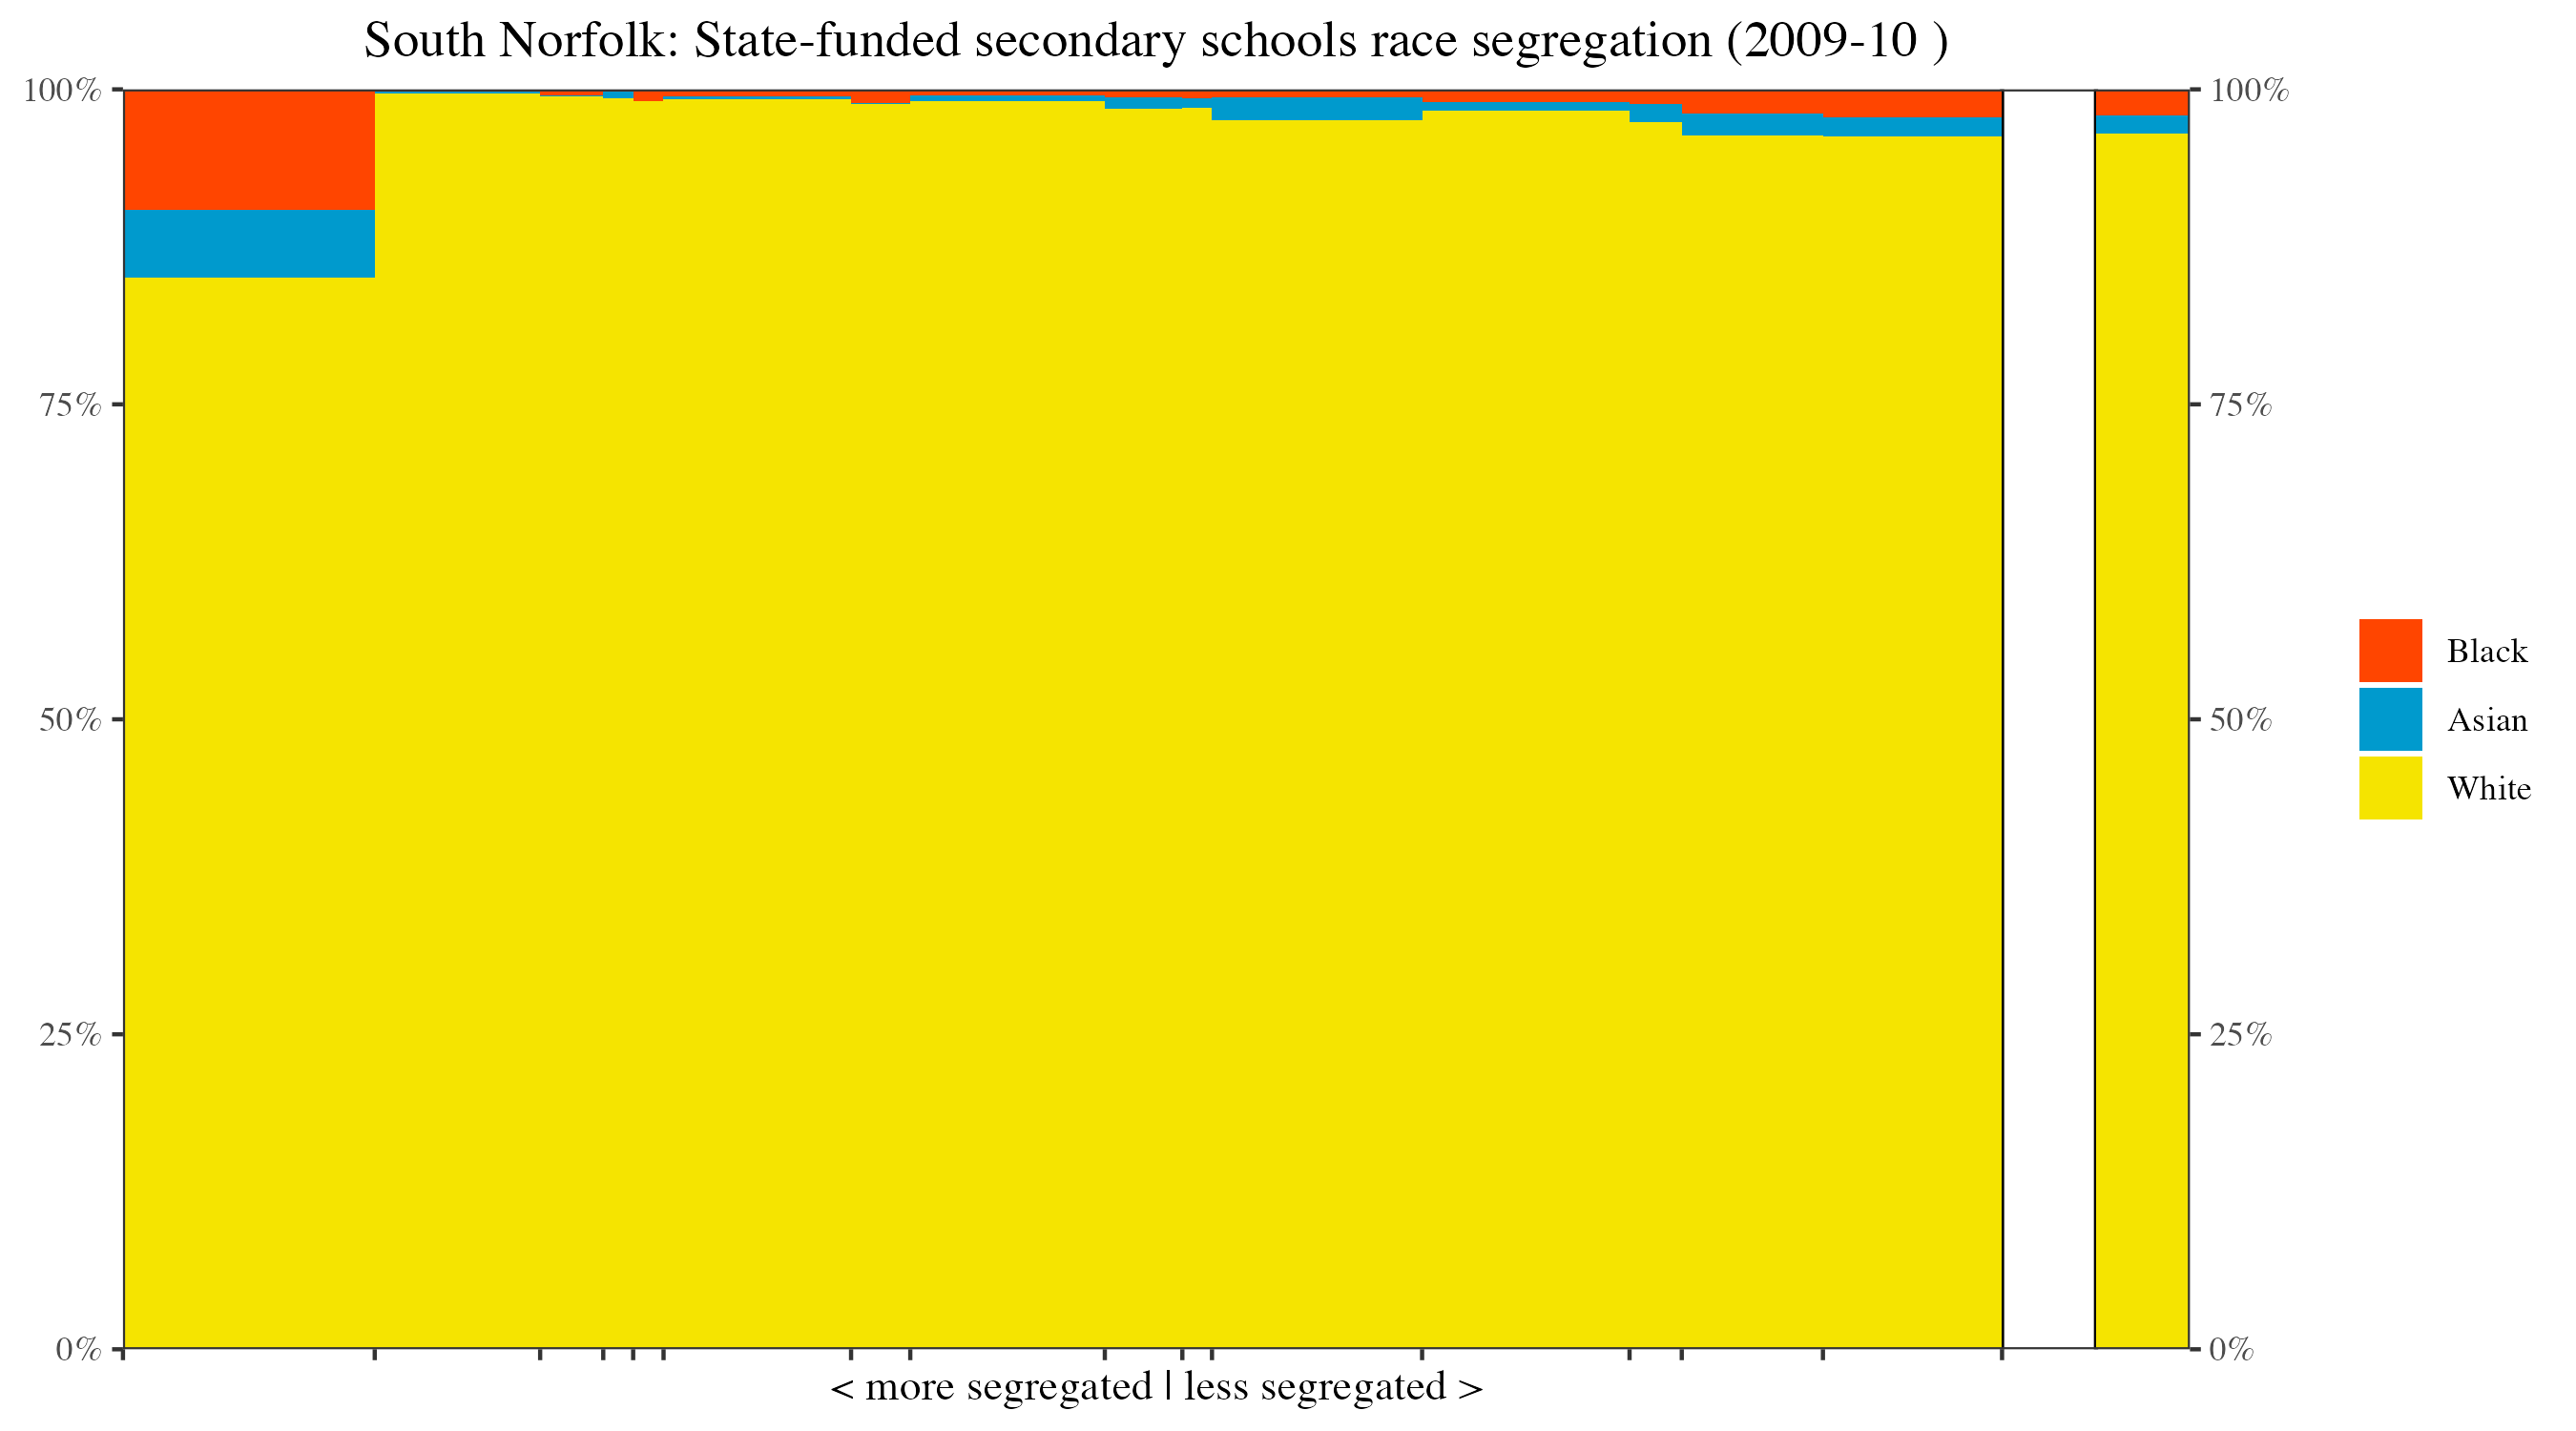 South Norfolk: State-funded secondary schools race segregation (2009-10 )
100%
75%
50%
25%
0%
100%
75%
50%
25%
0%
Black
Asian
White
< more segregated | less segregated >